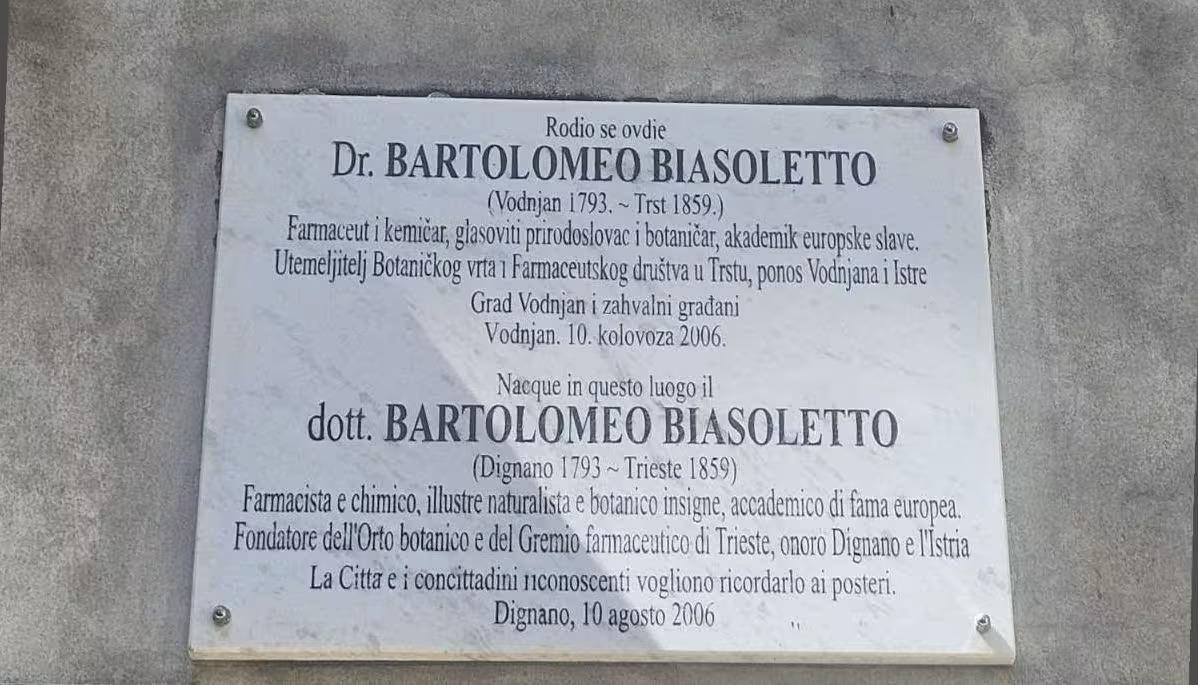 Rodio se ovdie
Dr. BARTOLOMEO BIASOLETTO
(Vodnjan 1793. ~ Trst 1859.)
Farmaceut i kemičar, glasoviti prirodoslovac i botaničar, akademik europske slave.
Utemeljitelj Botaničkog vrta i Farmaceutskog društva u Trstu, ponos Vodnjana i Istre
Grad Vodnjan i zahvalni građani
Vodnjan. 10. kolovoza 2006.
Nacque in questo luogo il
dott. BARTOLOMEO BIASOLETTO
(Dignano 1793 ~ Trieste 1859)
Farmacista e chimico, illustre naturalista e botanico insigne, accademico di fama europea.
Fondatore dell'Orto botanico e del Gremio farmaceutico di Trieste, onorò Dignano e l'Istria
La Città e i concittadini riconoscenti vogliono ricordarlo ai posteri.
Dignano, 10 agosto 2006